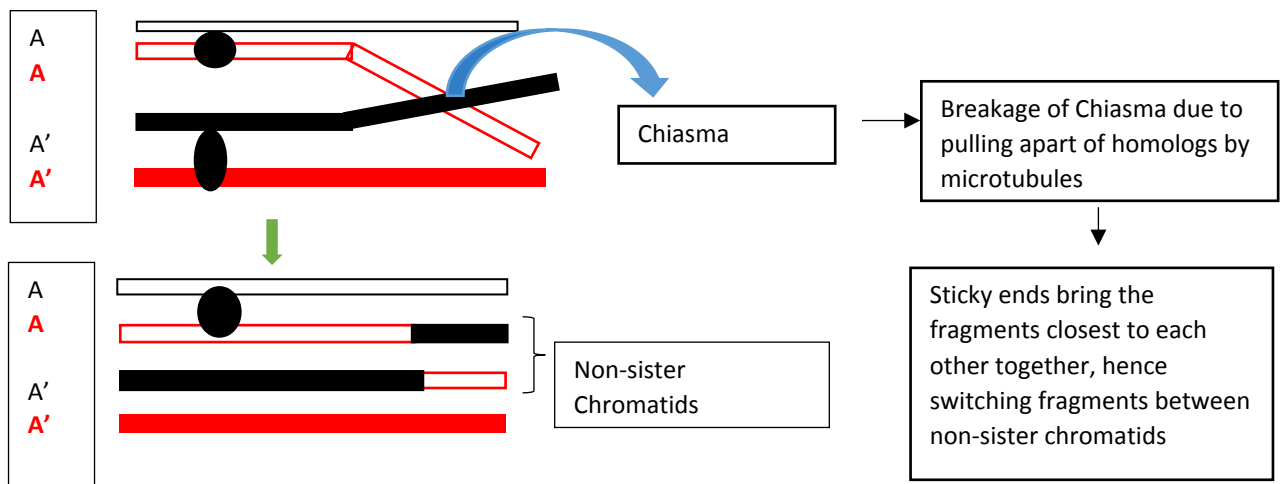 A
A
A’
A’
Chiasma
Breakage of Chiasma due to
pulling apart of homologs by
microtubules
A
A
A’
A’
Non-sister
Chromatids
Sticky ends bring the
fragments closest to each
other together, hence
switching fragments between
non-sister chromatids